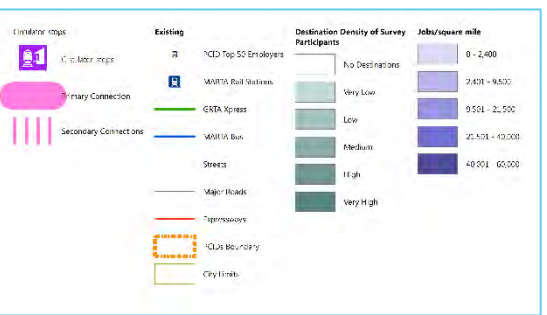 Circulator stops
Circulator stops
Primary Connection
Secondary Connections
Existing
PCID Top 50 Employers
MARTA Rail Stations
GRTA Xpress
MARTA Bus
Streets
Major Roads
Expressways
PCIDs Boundary
City Limits
Destination Density of Survey
Participants
No Destinations
Very Low
Low
Medium
High
Very High
Jobs/square mile
0 - 2,400
2,401 - 9,500
9,501 - 21,500
21,501 - 40,000
40,001 - 60,000